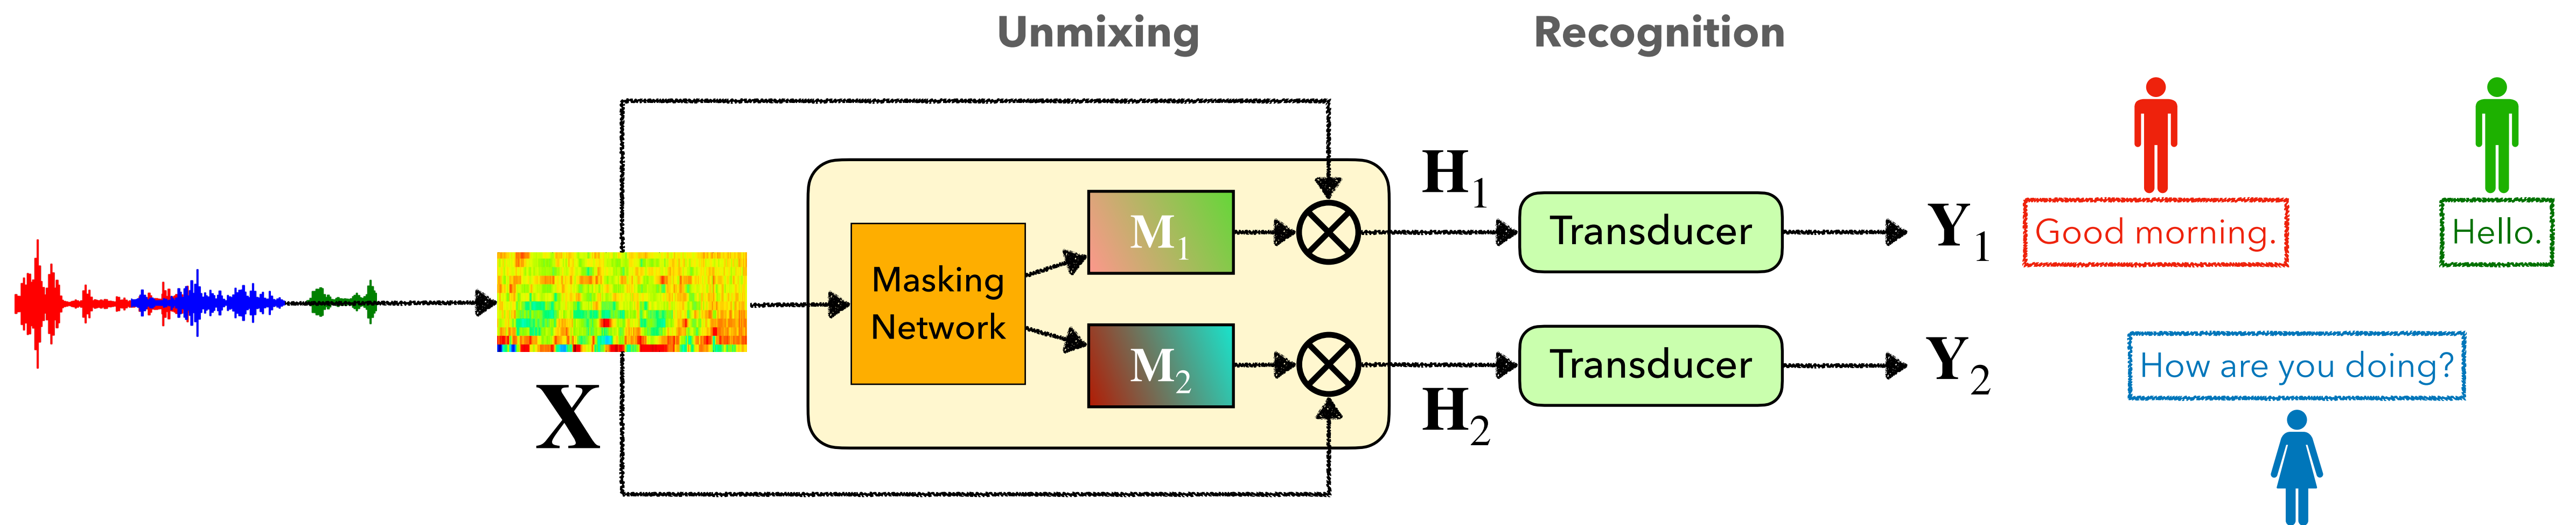 Unmixing
Recognition
X
Masking
Network
M₁
M₂
H₁
H₂
Transducer
Transducer
Y₁
Y₂
Good morning.
Hello.
How are you doing?